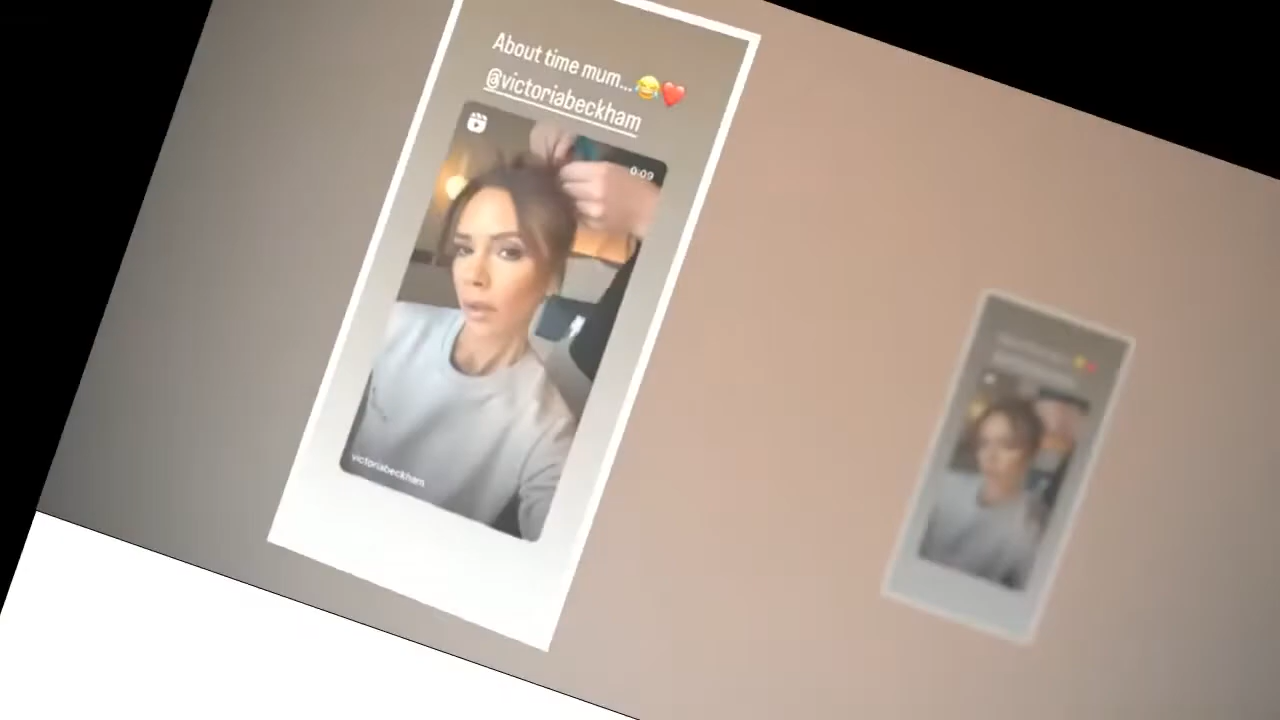 About time mum...😂❤️
@victoriabeckham
0:09
victoriabeckham